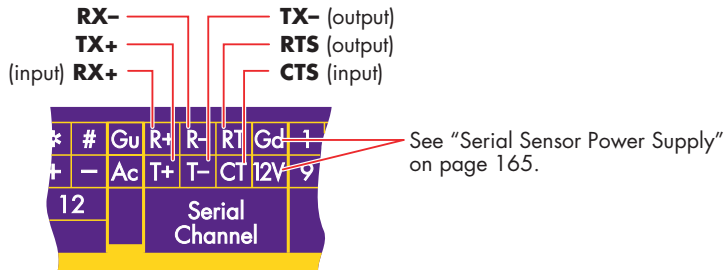 RX–
TX–  (output)
TX+
RTS (output)
(input) RX+
CTS (input)
* # Gu R+ R– RT Gd 1
+ – Ac T+ T– CT 12V 9
See “Serial Sensor Power Supply”
on page 165.
12
Serial
Channel